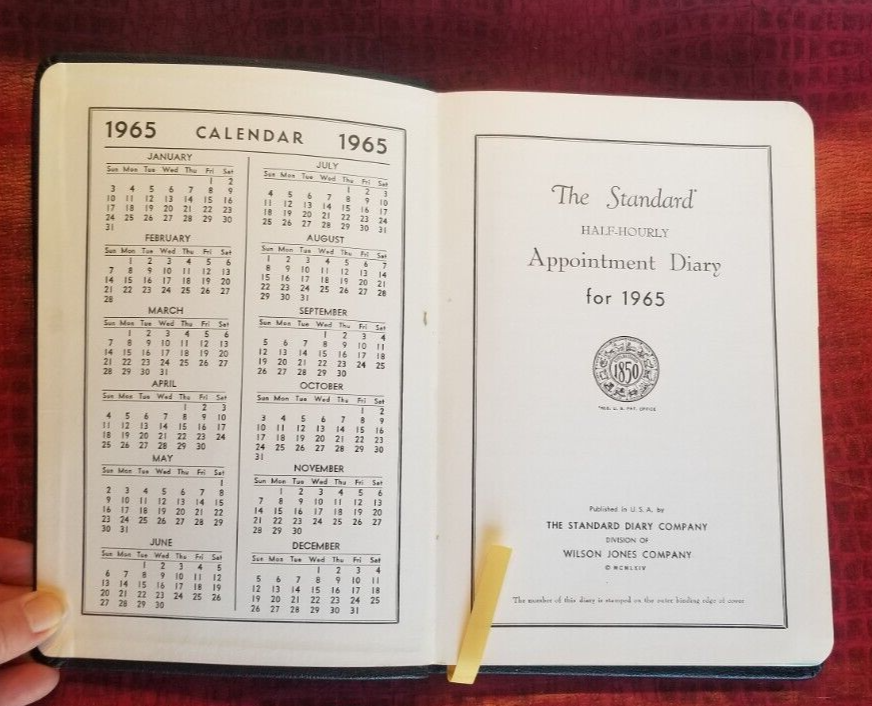 1965 CALENDAR 1965
JANUARY
Sun Mon Tue Wed Thu Fri Sat
1 2
3 4 5 6 7 8 9
10 11 12 13 14 15 16
17 18 19 20 21 22 23
24 25 26 27 28 29 30
31
FEBRUARY
Sun Mon Tue Wed Thu Fri Sat
1 2 3 4 5 6
7 8 9 10 11 12 13
14 15 16 17 18 19 20
21 22 23 24 25 26 27
28
MARCH
Sun Mon Tue Wed Thu Fri Sat
1 2 3 4 5 6
7 8 9 10 11 12 13
14 15 16 17 18 19 20
21 22 23 24 25 26 27
28 29 30 31
APRIL
Sun Mon Tue Wed Thu Fri Sat
1 2 3
4 5 6 7 8 9 10
11 12 13 14 15 16 17
18 19 20 21 22 23 24
25 26 27 28 29 30
MAY
Sun Mon Tue Wed Thu Fri Sat
1
2 3 4 5 6 7 8
9 10 11 12 13 14 15
16 17 18 19 20 21 22
23 24 25 26 27 28 29
30 31
JUNE
Sun Mon Tue Wed Thu Fri Sat
1 2 3 4 5
6 7 8 9 10 11 12
13 14 15 16 17 18 19
20 21 22 23 24 25 26
27 28 29 30
JULY
Sun Mon Tue Wed Thu Fri Sat
1 2 3
4 5 6 7 8 9 10
11 12 13 14 15 16 17
18 19 20 21 22 23 24
25 26 27 28 29 30 31
AUGUST
Sun Mon Tue Wed Thu Fri Sat
1 2 3 4 5 6 7
8 9 10 11 12 13 14
15 16 17 18 19 20 21
22 23 24 25 26 27 28
29 30 31
SEPTEMBER
Sun Mon Tue Wed Thu Fri Sat
1 2 3 4
5 6 7 8 9 10 11
12 13 14 15 16 17 18
19 20 21 22 23 24 25
26 27 28 29 30
OCTOBER
Sun Mon Tue Wed Thu Fri Sat
1 2
3 4 5 6 7 8 9
10 11 12 13 14 15 16
17 18 19 20 21 22 23
24 25 26 27 28 29 30
31
NOVEMBER
Sun Mon Tue Wed Thu Fri Sat
1 2 3 4 5 6
7 8 9 10 11 12 13
14 15 16 17 18 19 20
21 22 23 24 25 26 27
28 29 30
DECEMBER
Sun Mon Tue Wed Thu Fri Sat
1 2 3 4
5 6 7 8 9 10 11
12 13 14 15 16 17 18
19 20 21 22 23 24 25
26 27 28 29 30 31
The Standard*
HALF-HOURLY
Appointment Diary
for 1965
1850
*REG. U. S. PAT. OFFICE
Published in U.S.A. by
THE STANDARD DIARY COMPANY
DIVISION OF
WILSON JONES COMPANY
© MCMLXIV
The number of this diary is stamped on the outer binding edge of cover